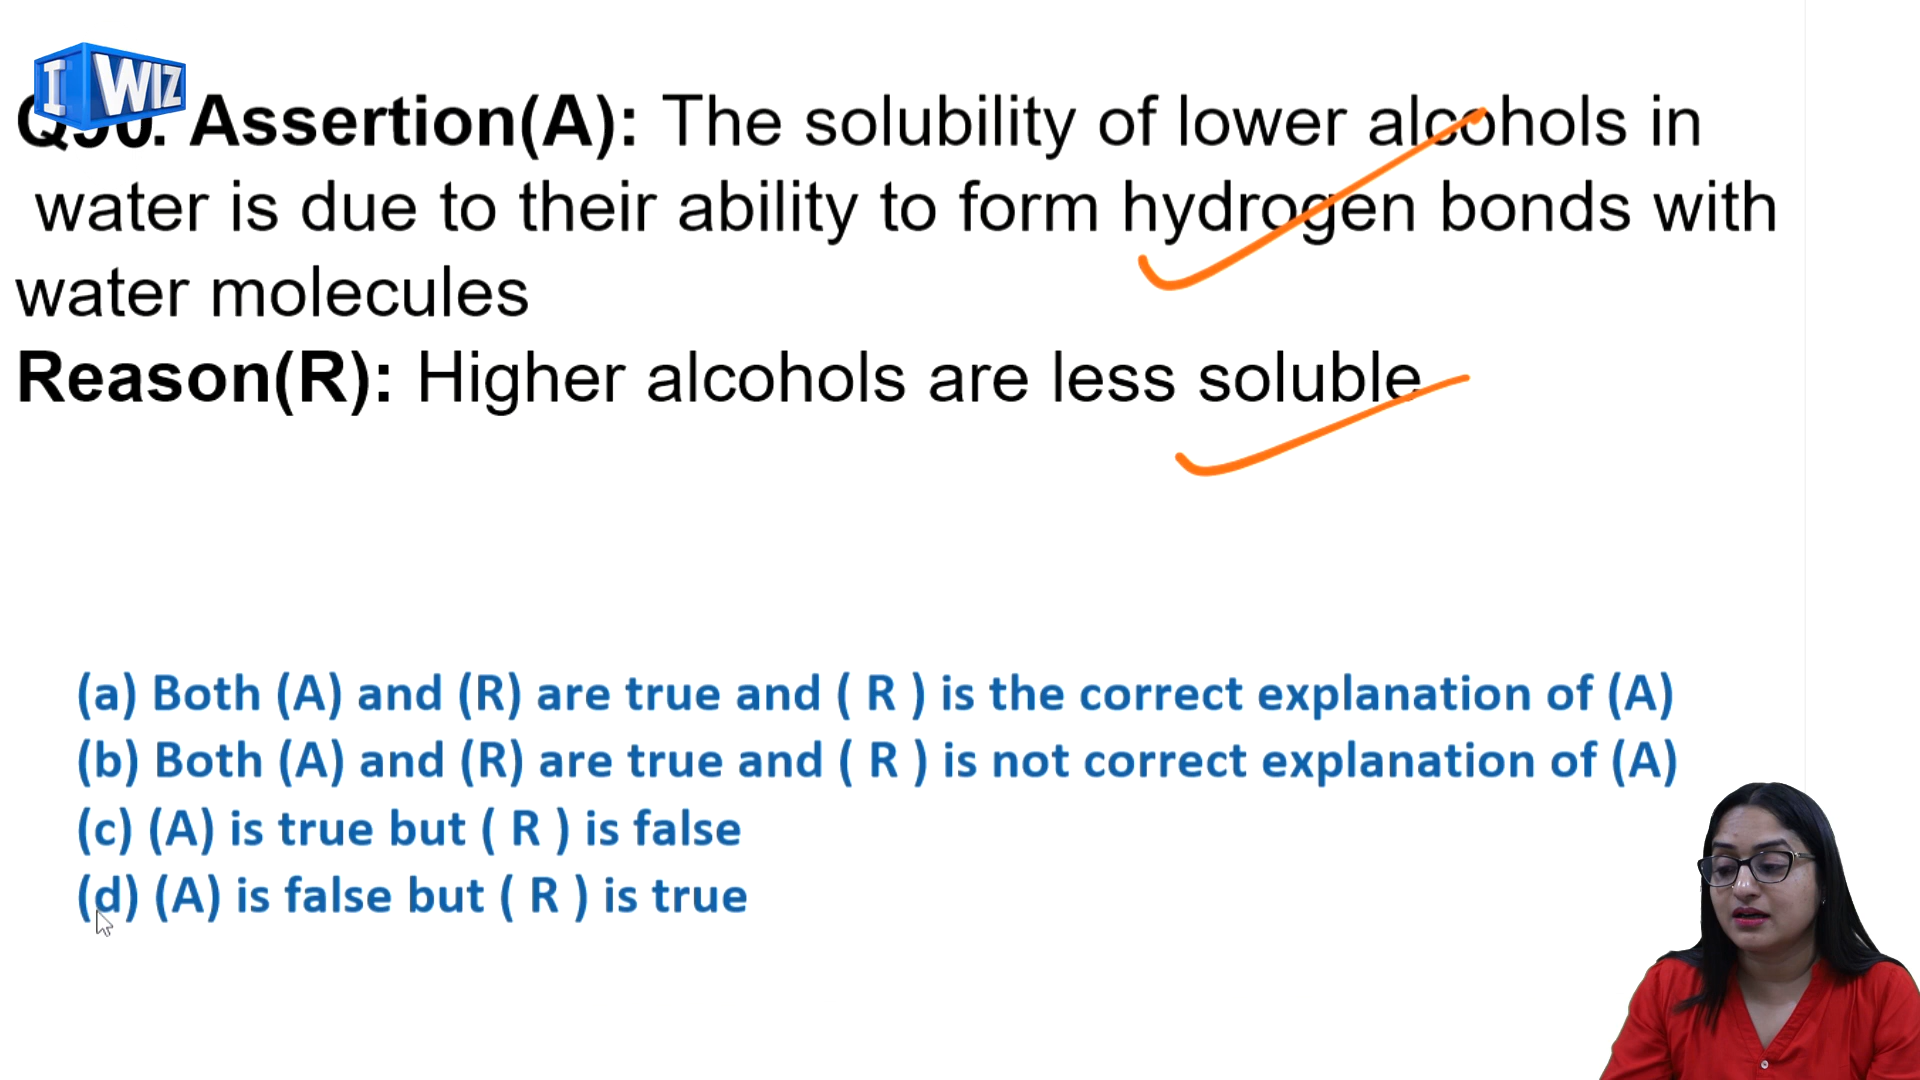 I WIZ
Assertion(A): The solubility of lower alcohols in
water is due to their ability to form hydrogen bonds with
water molecules
Reason(R): Higher alcohols are less soluble
(a) Both (A) and (R) are true and ( R ) is the correct explanation of (A)
(b) Both (A) and (R) are true and ( R ) is not correct explanation of (A)
(c) (A) is true but ( R ) is false
(d) (A) is false but ( R ) is true